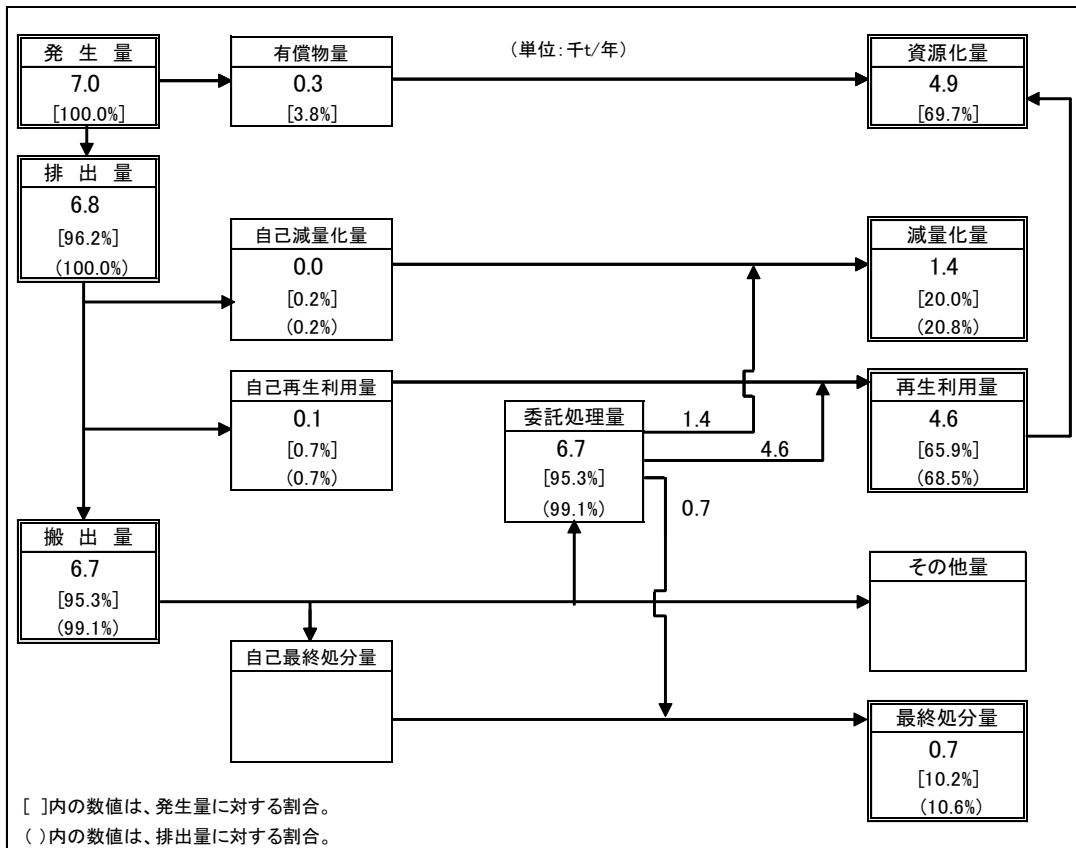 発 生 量
7.0
[100.0%]
有償物量
0.3
[3.8%]
（単位：千t/年）
資源化量
4.9
[69.7%]
排 出 量
6.8
[96.2%]
(100.0%)
自己減量化量
0.0
[0.2%]
(0.2%)
減量化量
1.4
[20.0%]
(20.8%)
自己再生利用量
0.1
[0.7%]
(0.7%)
委託処理量
6.7
[95.3%]
(99.1%)
1.4
4.6
0.7
再生利用量
4.6
[65.9%]
(68.5%)
搬 出 量
6.7
[95.3%]
(99.1%)
その他量
自己最終処分量
最終処分量
0.7
[10.2%]
(10.6%)
[ ]内の数値は、発生量に対する割合。
( )内の数値は、排出量に対する割合。